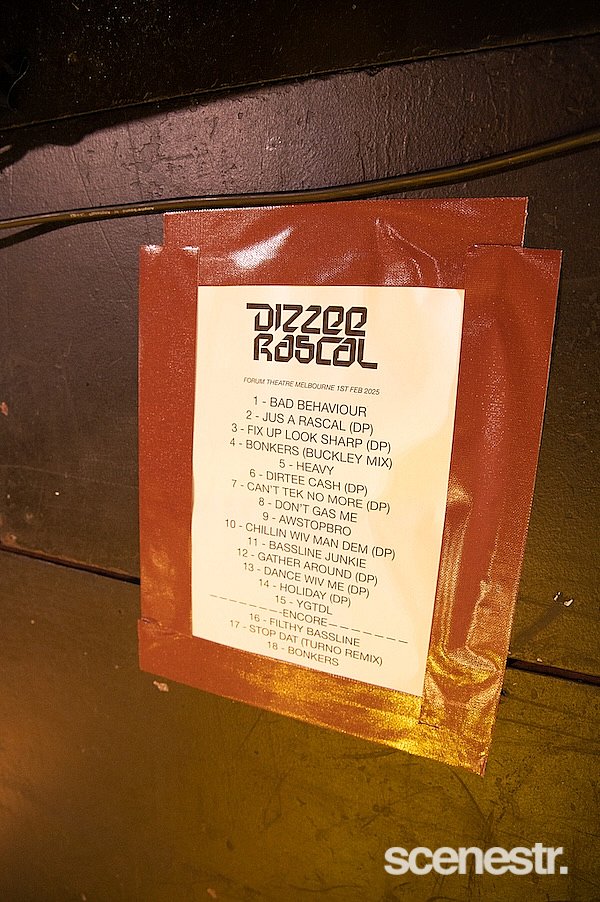 DIZZEE
RASCAL
FORUM THEATRE MELBOURNE 1ST FEB 2025
1 - BAD BEHAVIOUR
2 - JUS A RASCAL (DP)
3 - FIX UP LOOK SHARP (DP)
4 - BONKERS (BUCKLEY MIX)
5 - HEAVY
6 - DIRTEE CASH (DP)
7 - CAN'T TEK NO MORE (DP)
8 - DON'T GAS ME
9 - AWSTOPBRO
10 - CHILLIN WIV MAN DEM (DP)
11 - BASSLINE JUNKIE
12 - GATHER AROUND (DP)
13 - DANCE WIV ME (DP)
14 - HOLIDAY (DP)
15 - YGTDL
————————ENCORE————————
16 - FILTHY BASSLINE
17 - STOP DAT (TURNO REMIX)
18 - BONKERS
scenestr.